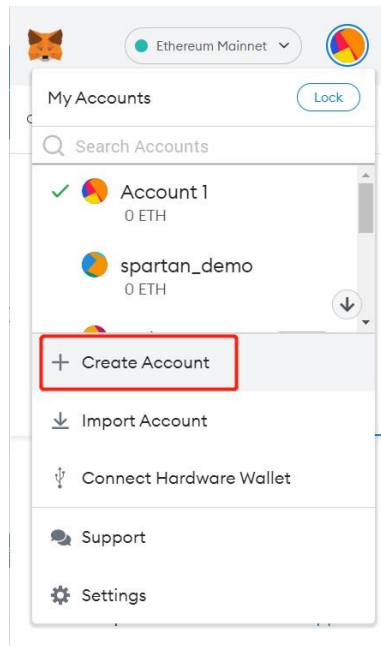 Ethereum Mainnet
My Accounts
Lock
Search Accounts
Account 1
0 ETH
spartan_demo
0 ETH
Create Account
Import Account
Connect Hardware Wallet
Support
Settings